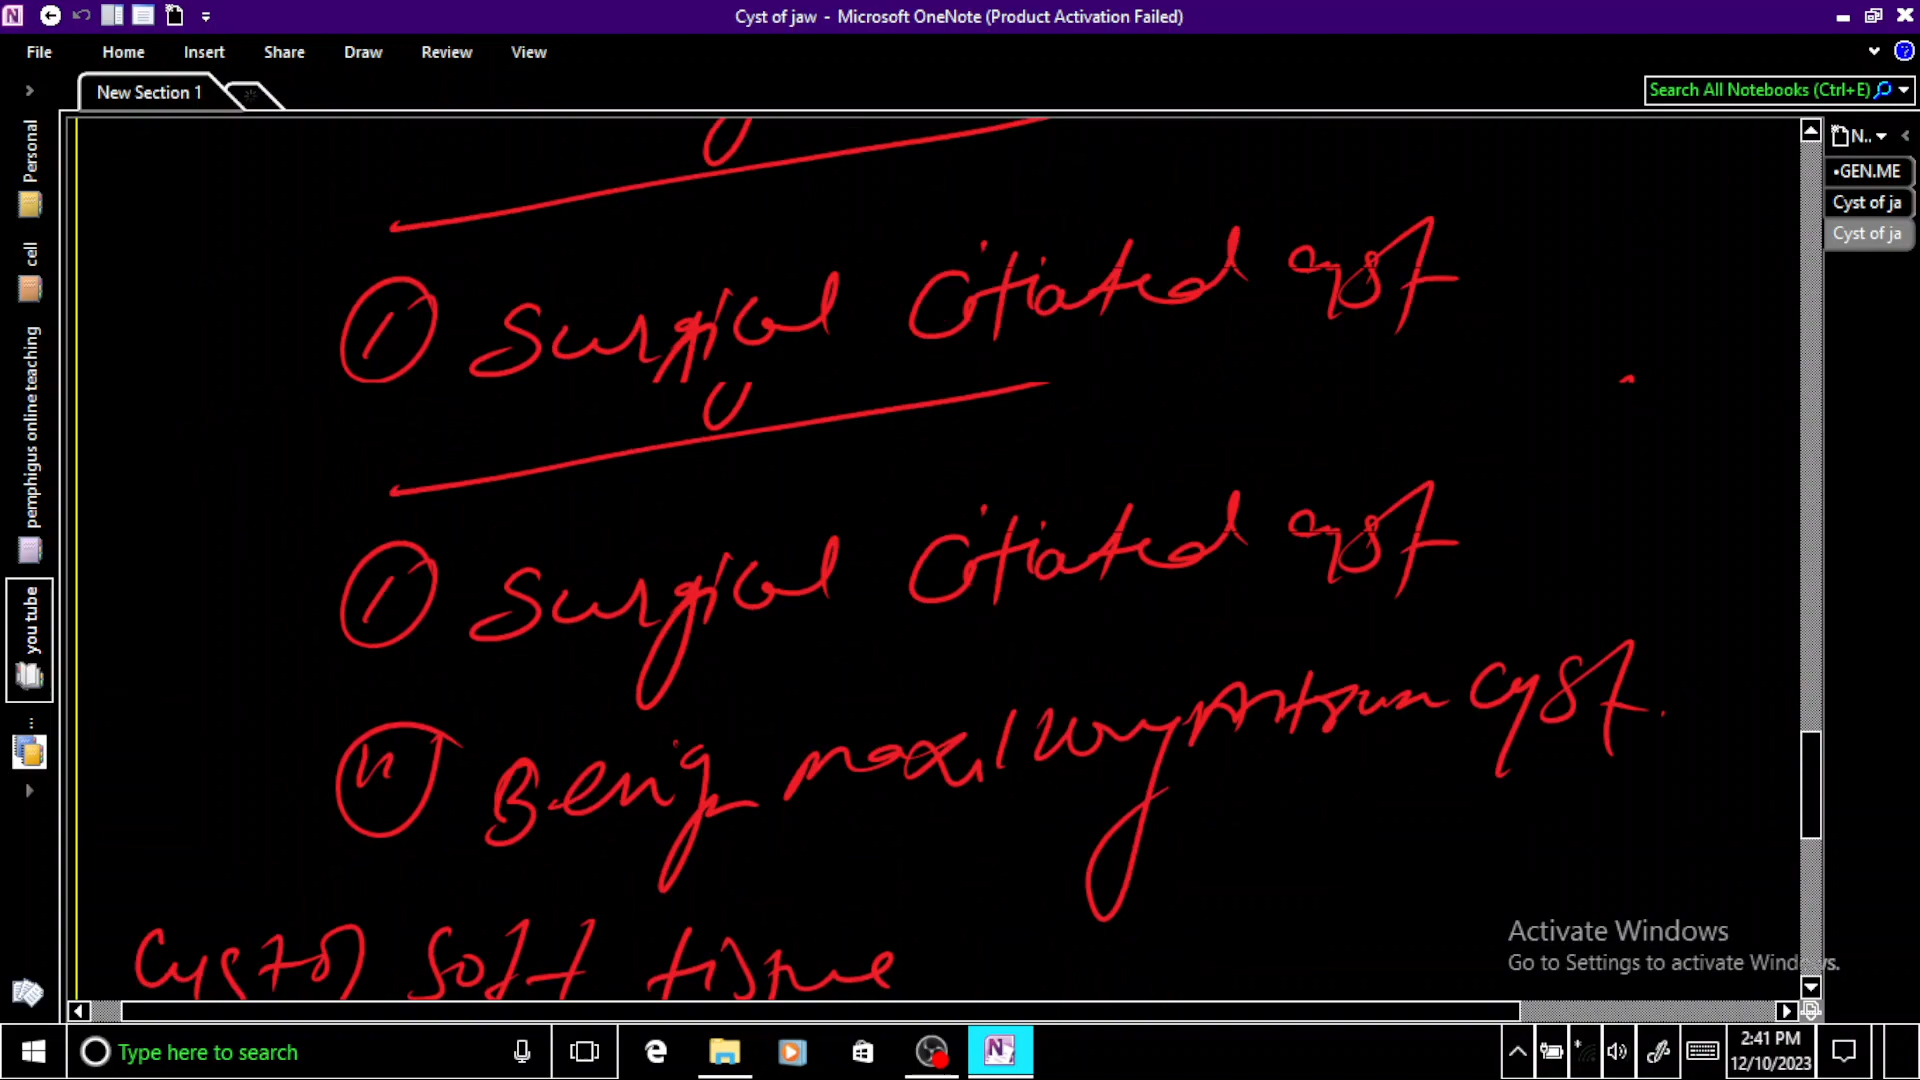 Cyst of jaw - Microsoft OneNote (Product Activation Failed)
File Home Insert Share Draw Review View
New Section 1
Search All Notebooks (Ctrl+E)
N..
•GEN.ME
Cyst of ja
Cyst of ja
Personal
cell
pemphigus online teaching
you tube
...
① Surgical Ciliated cyst
① Surgical Ciliated cyst
Benig maxillary Antrum cyst.
Cyst of Soft tissue
Activate Windows
Go to Settings to activate Windows.
Type here to search
2:41 PM
12/10/2023